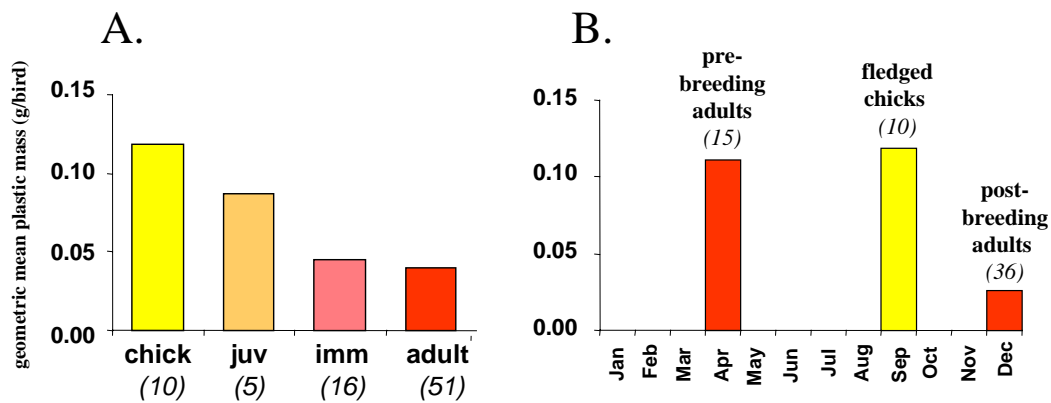 A.
geometric mean plastic mass (g/bird)
0.15
0.10
0.05
0.00
chick juv imm adult
(10) (5) (16) (51)
B.
0.15
0.10
0.05
0.00
pre-
breeding
adults
(15)
fledged
chicks
(10)
post-
breeding
adults
(36)
Jan
Feb
Mar
Apr
May
Jun
Jul
Aug
Sep
Oct
Nov
Dec